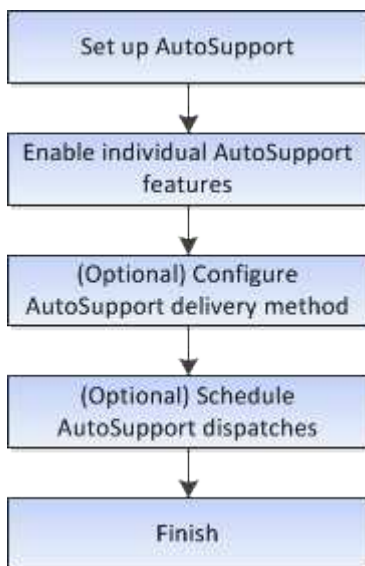 Set up AutoSupport
Enable individual AutoSupport
features
(Optional) Configure
AutoSupport delivery method
(Optional) Schedule
AutoSupport dispatches
Finish